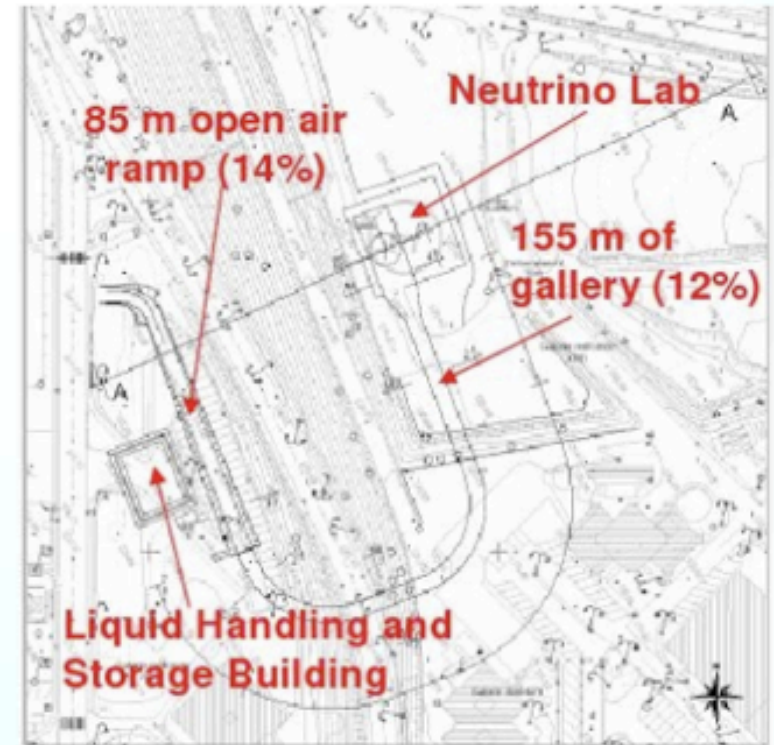 Neutrino Lab
85 m open air
ramp (14%)
A
155 m of
gallery (12%)
A
Liquid Handling and
Storage Building